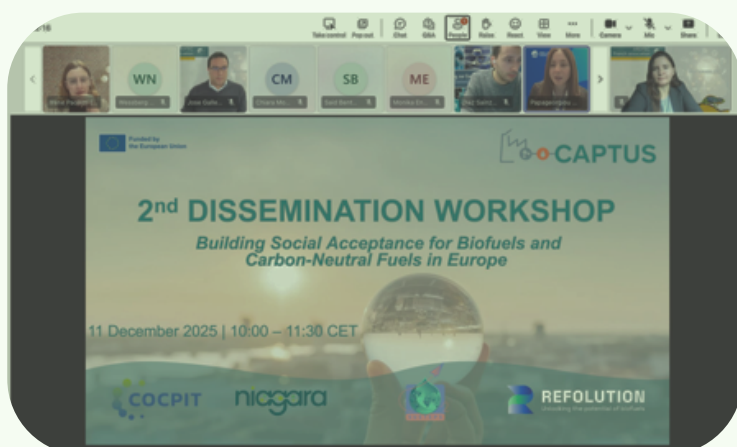 Take control Pop out Chat Q&A People Raise React View More Camera Mic Share
WN
CM
SB
ME
Funded by
the European Union
CAPTUS
2nd DISSEMINATION WORKSHOP
Building Social Acceptance for Biofuels and
Carbon-Neutral Fuels in Europe
11 December 2025 | 10:00 – 11:30 CET
COCPIT
niagara
REFOLUTION